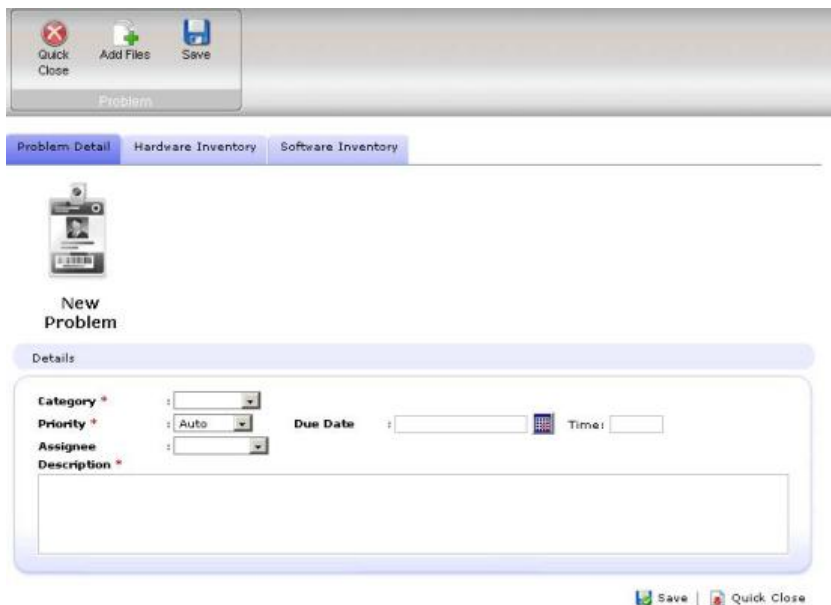 Quick Close Add Files Save
Problem
Problem Detail Hardware Inventory Software Inventory
New
Problem
Details
Category * :
Priority * : Auto Due Date : Time:
Assignee :
Description *
Save | Quick Close